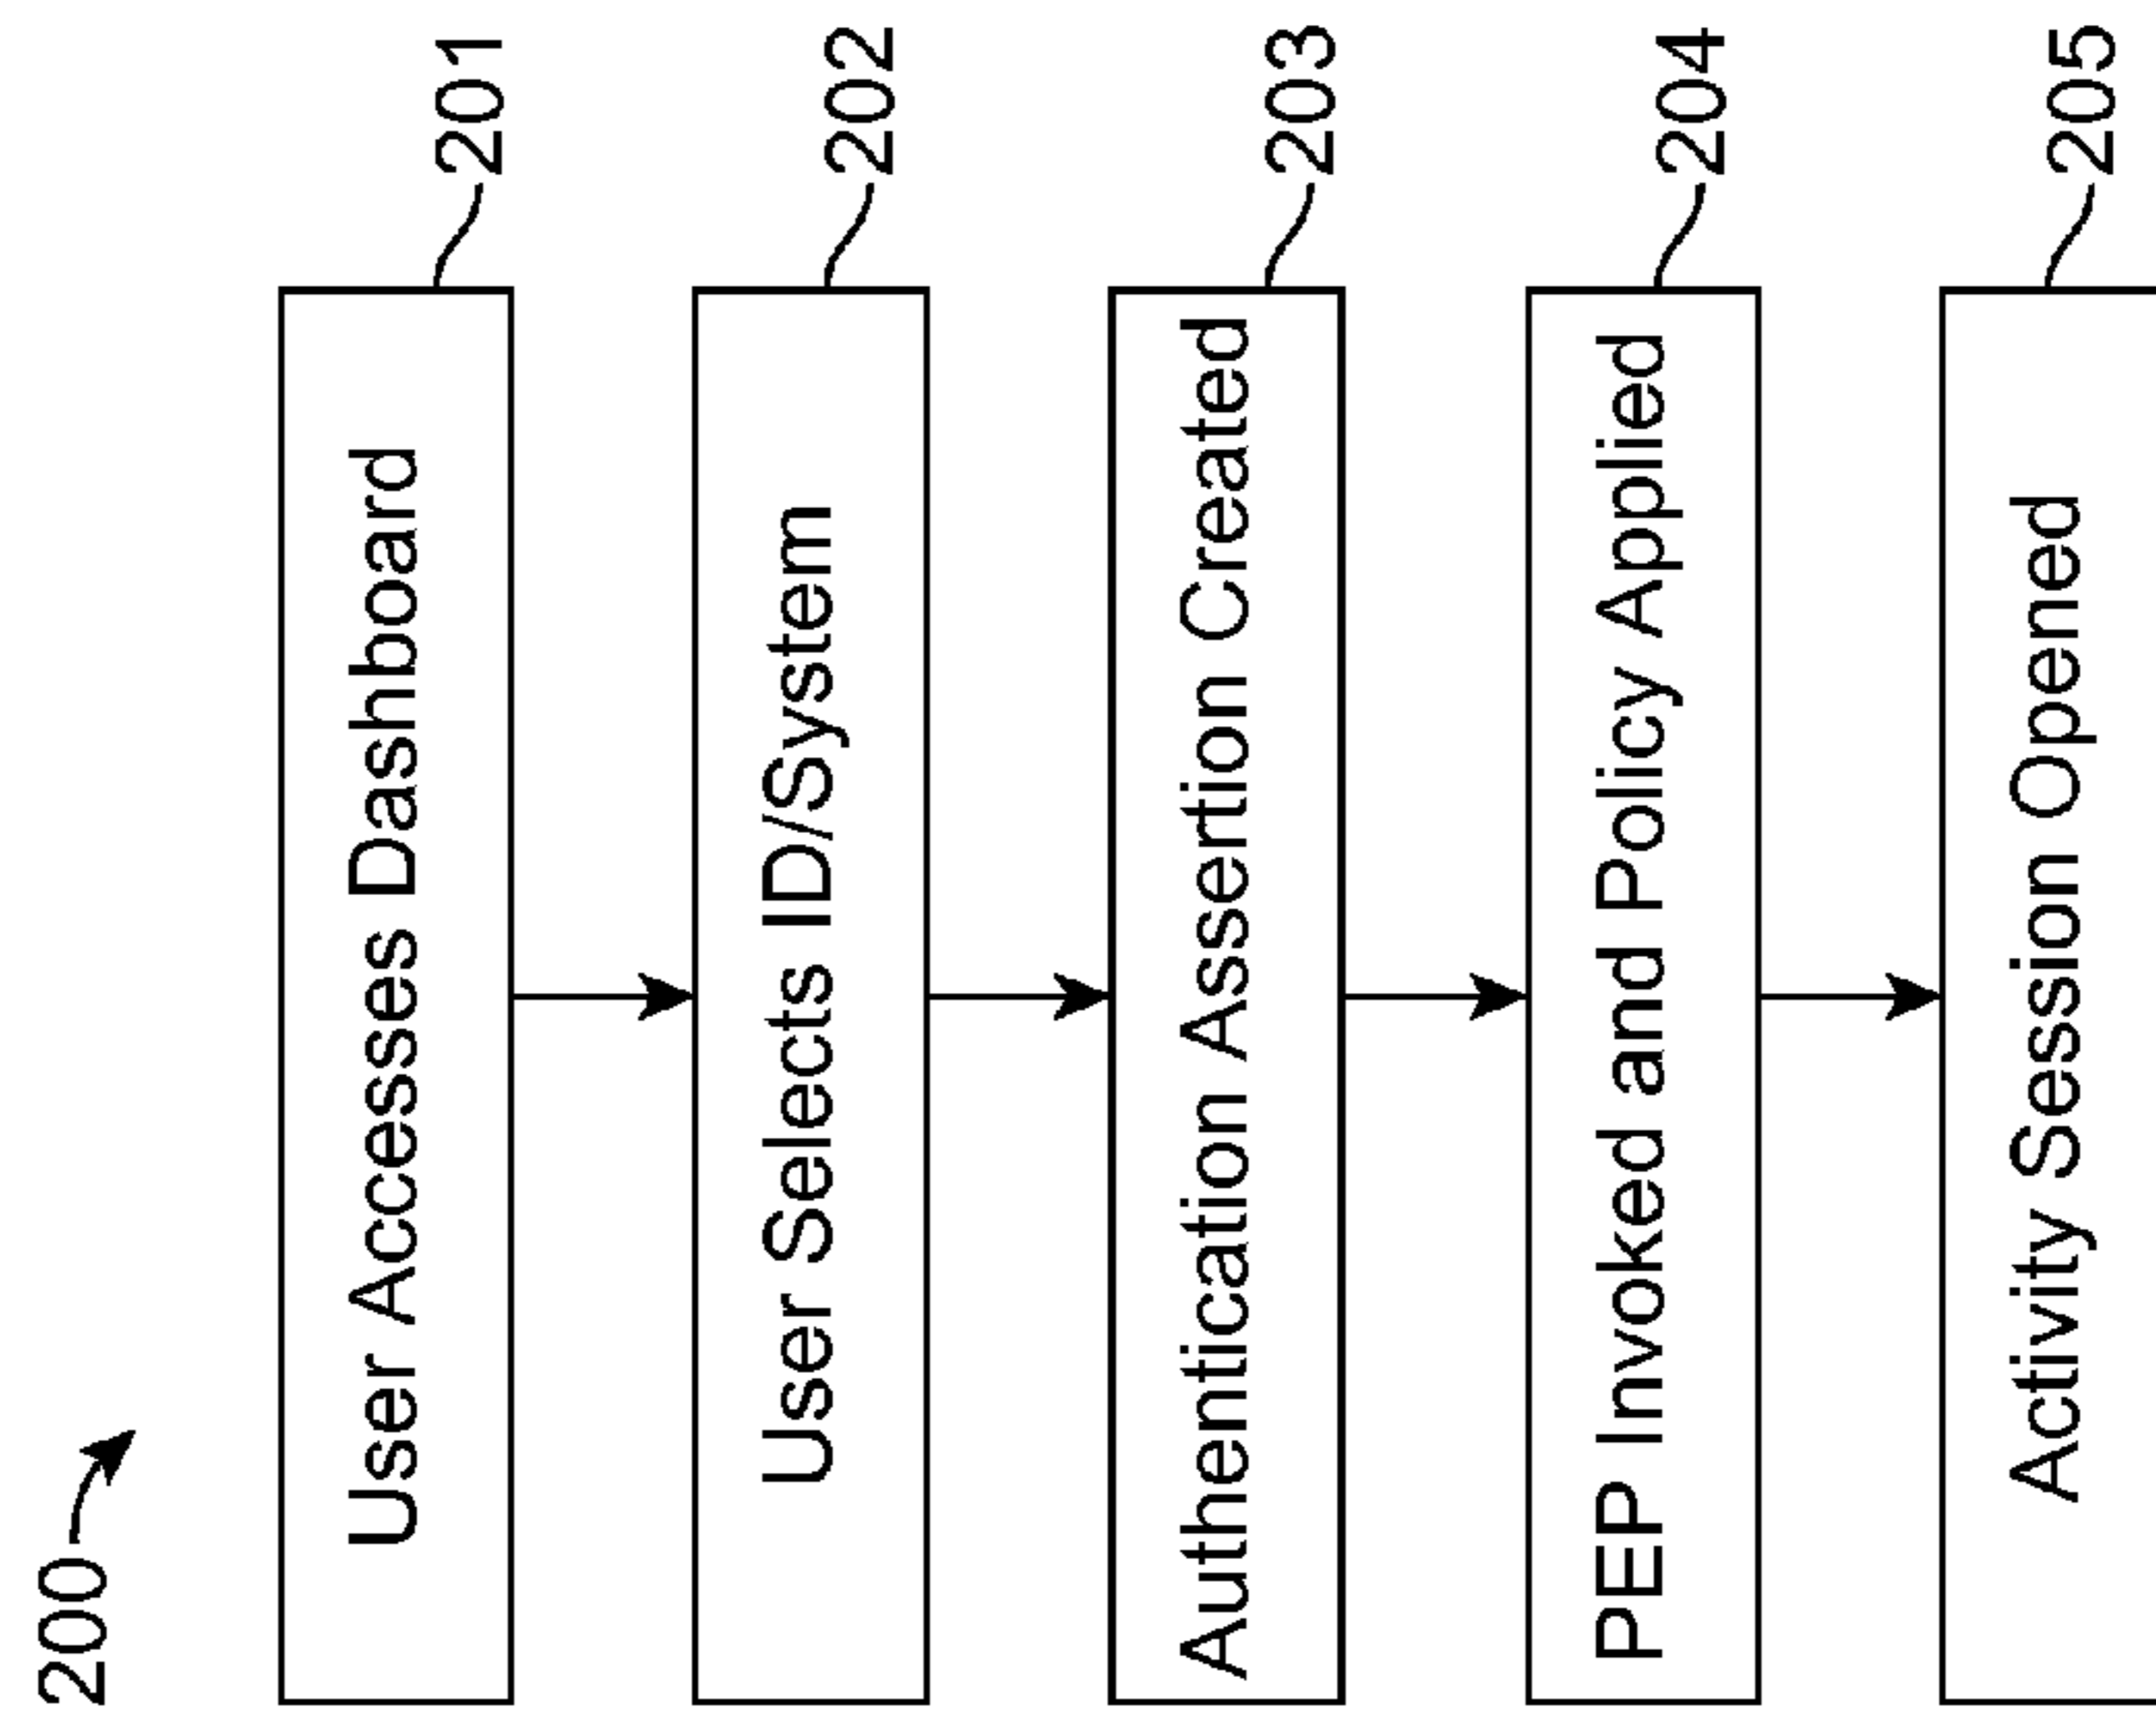 200
User Accesses Dashboard
201
User Selects ID/System
202
Authentication Assertion Created
203
PEP Invoked and Policy Applied
204
Activity Session Opened
205